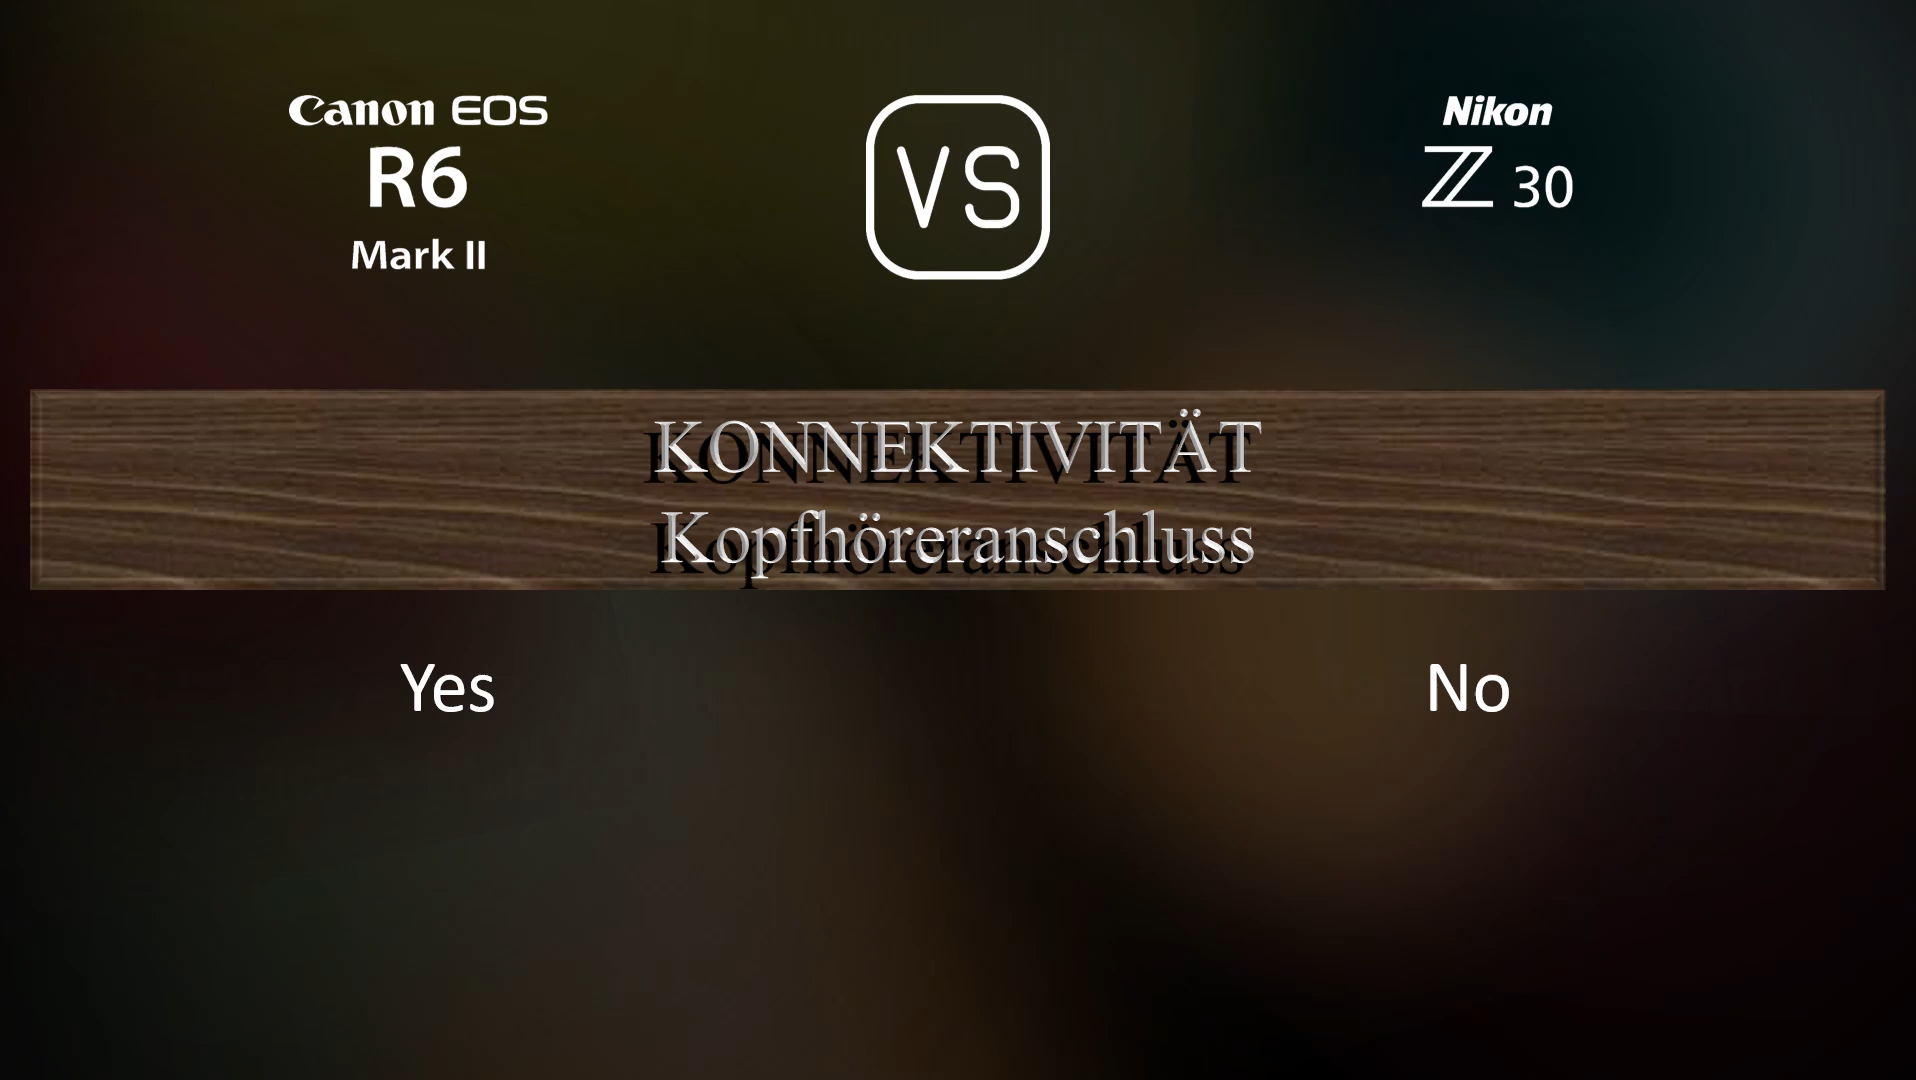 Canon EOS
R6
Mark II
VS
Nikon
Z 30
KONNEKTIVITÄT
Kopfhöreranschluss
Yes
No